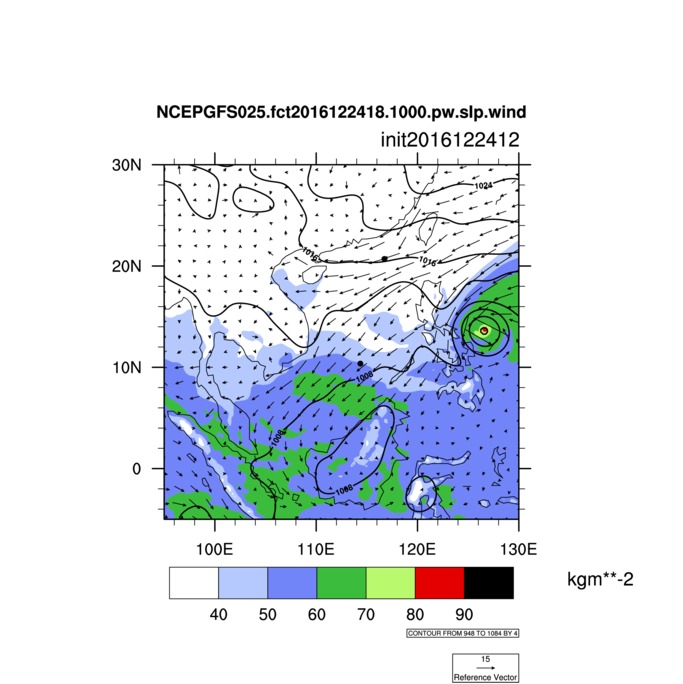 NCEPGFS025.fct2016122418.1000.pw.slp.wind
init2016122412
30N
1024
1016
1016
20N
10N
1008
1008
0
1008
100E 110E 120E 130E
kgm**-2
40 50 60 70 80 90
CONTOUR FROM 948 TO 1084 BY 4
15
Reference Vector